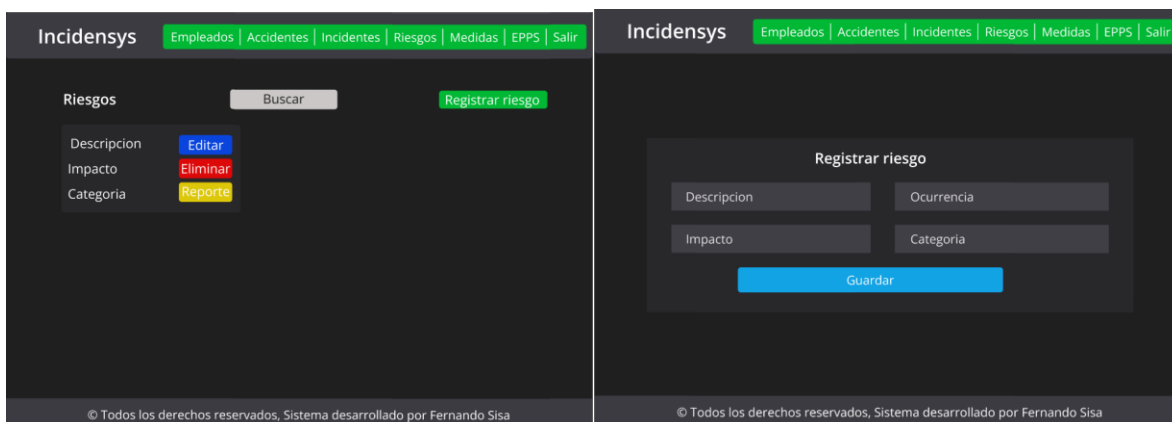 Incidensys
Empleados | Accidentes | Incidentes | Riesgos | Medidas | EPPS | Salir
Riesgos Buscar Registrar riesgo
Descripcion Editar
Impacto Eliminar
Categoria Reporte
© Todos los derechos reservados, Sistema desarrollado por Fernando Sisa
Incidensys
Empleados | Accidentes | Incidentes | Riesgos | Medidas | EPPS | Salir
Registrar riesgo
Descripcion Ocurrencia
Impacto Categoria
Guardar
© Todos los derechos reservados, Sistema desarrollado por Fernando Sisa